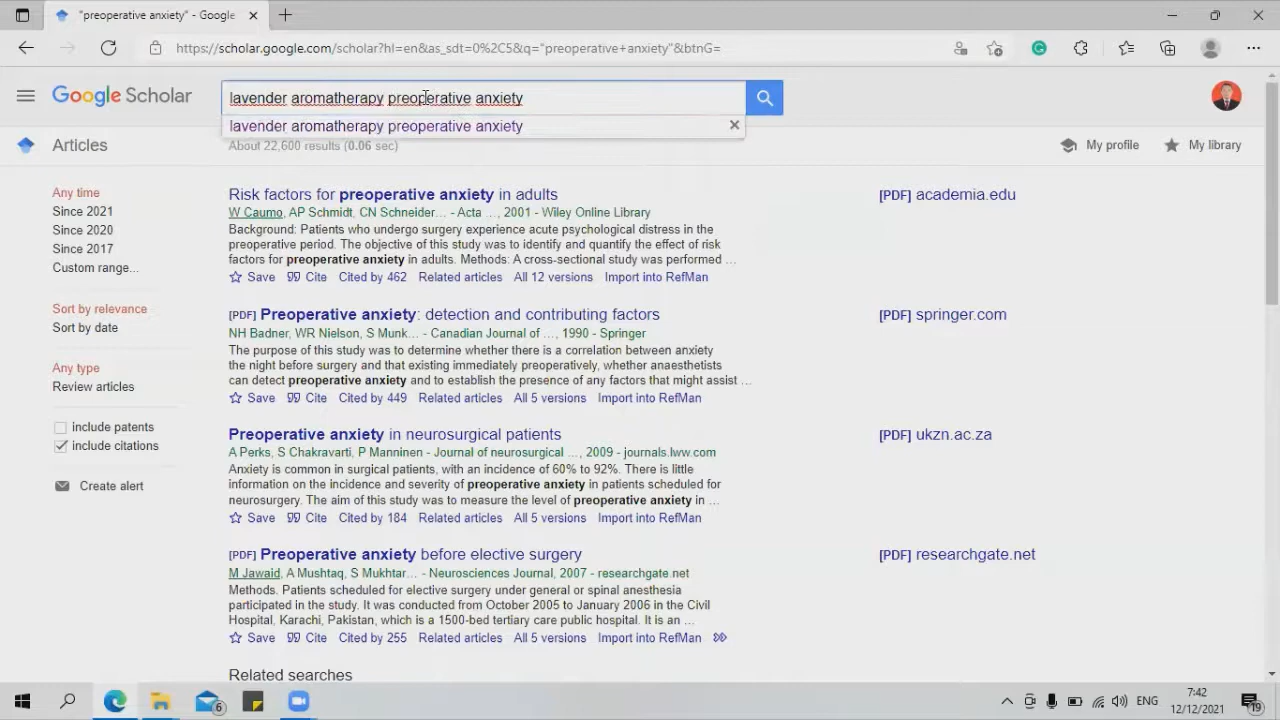 "preoperative anxiety" - Google
https://scholar.google.com/scholar?hl=en&as_sdt=0%2C5&q="preoperative+anxiety"&btnG=
Google Scholar
lavender aromatherapy preoperative anxiety
lavender aromatherapy preoperative anxiety
Articles
About 22,600 results (0.06 sec)
My profile
My library
Any time
Since 2021
Since 2020
Since 2017
Custom range...
Sort by relevance
Sort by date
Any type
Review articles
include patents
include citations
Create alert
Risk factors for preoperative anxiety in adults
W Caumo, AP Schmidt, CN Schneider... - Acta ..., 2001 - Wiley Online Library
Background: Patients who undergo surgery experience acute psychological distress in the
preoperative period. The objective of this study was to identify and quantify the effect of risk
factors for preoperative anxiety in adults. Methods: A cross-sectional study was performed ...
Save Cite Cited by 462 Related articles All 12 versions Import into RefMan
[PDF] academia.edu
[PDF] Preoperative anxiety: detection and contributing factors
NH Badner, WR Nielson, S Munk... - Canadian Journal of ..., 1990 - Springer
The purpose of this study was to determine whether there is a correlation between anxiety
the night before surgery and that existing immediately preoperatively, whether anaesthetists
can detect preoperative anxiety and to establish the presence of any factors that might assist ...
Save Cite Cited by 449 Related articles All 5 versions Import into RefMan
[PDF] springer.com
Preoperative anxiety in neurosurgical patients
A Perks, S Chakravarti, P Manninen - Journal of neurosurgical ..., 2009 - journals.lww.com
Anxiety is common in surgical patients, with an incidence of 60% to 92%. There is little
information on the incidence and severity of preoperative anxiety in patients scheduled for
neurosurgery. The aim of this study was to measure the level of preoperative anxiety in ...
Save Cite Cited by 184 Related articles All 5 versions Import into RefMan
[PDF] ukzn.ac.za
[PDF] Preoperative anxiety before elective surgery
M Jawaid, A Mushtaq, S Mukhtar... - Neurosciences Journal, 2007 - researchgate.net
Methods. Patients scheduled for elective surgery under general or spinal anesthesia
participated in the study. It was conducted from October 2005 to January 2006 in the Civil
Hospital, Karachi, Pakistan, which is a 1500-bed tertiary care public hospital. It is an ...
Save Cite Cited by 255 Related articles All 5 versions Import into RefMan
[PDF] researchgate.net
Related searches
6
ENG
7:42
12/12/2021
19